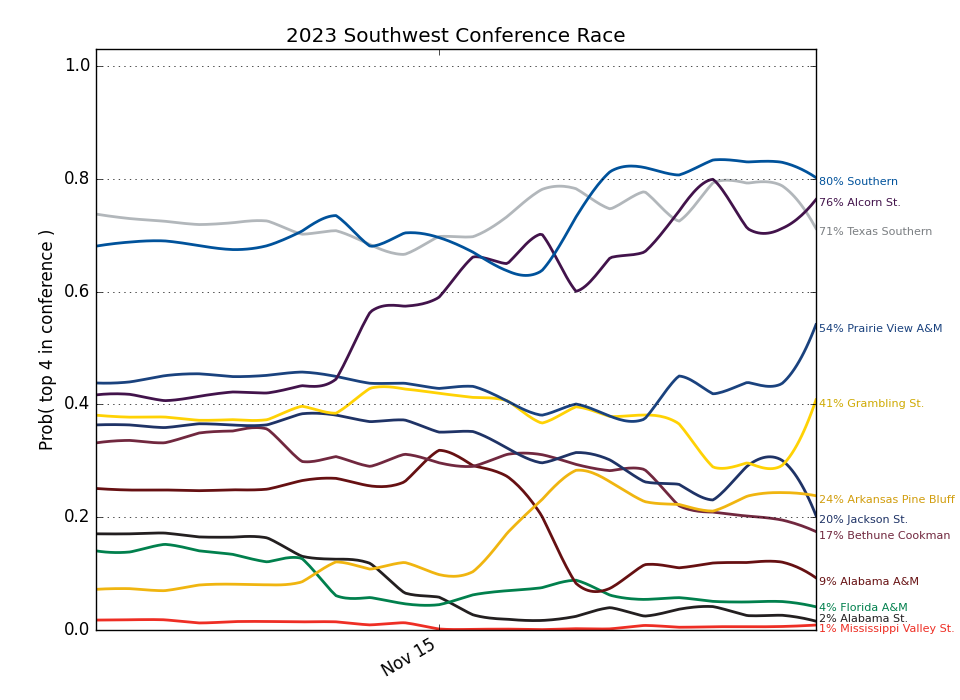 2023 Southwest Conference Race
Prob( top 4 in conference )
1.0
0.8
0.6
0.4
0.2
0.0
Nov 15
80% Southern
76% Alcorn St.
71% Texas Southern
54% Prairie View A&M
41% Grambling St.
24% Arkansas Pine Bluff
20% Jackson St.
17% Bethune Cookman
9% Alabama A&M
4% Florida A&M
2% Alabama St.
1% Mississippi Valley St.